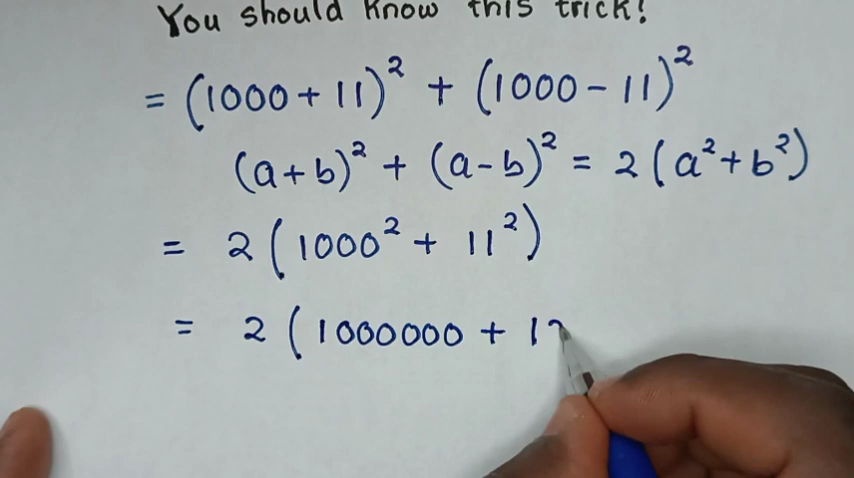 You should know this trick!
= (1000 + 11)² + (1000 - 11)²
(a+b)² + (a-b)² = 2(a²+b²)
= 2(1000² + 11²)
= 2(1000000 + 12